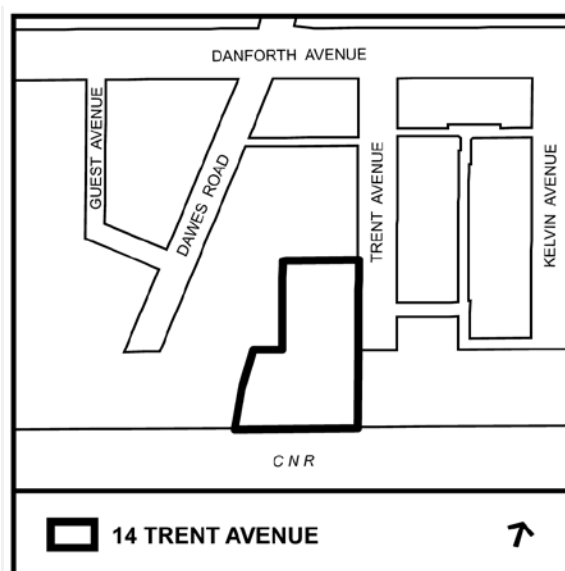 DANFORTH AVENUE
GUEST AVENUE
DAWES ROAD
TRENT AVENUE
KELVIN AVENUE
CNR
14 TRENT AVENUE